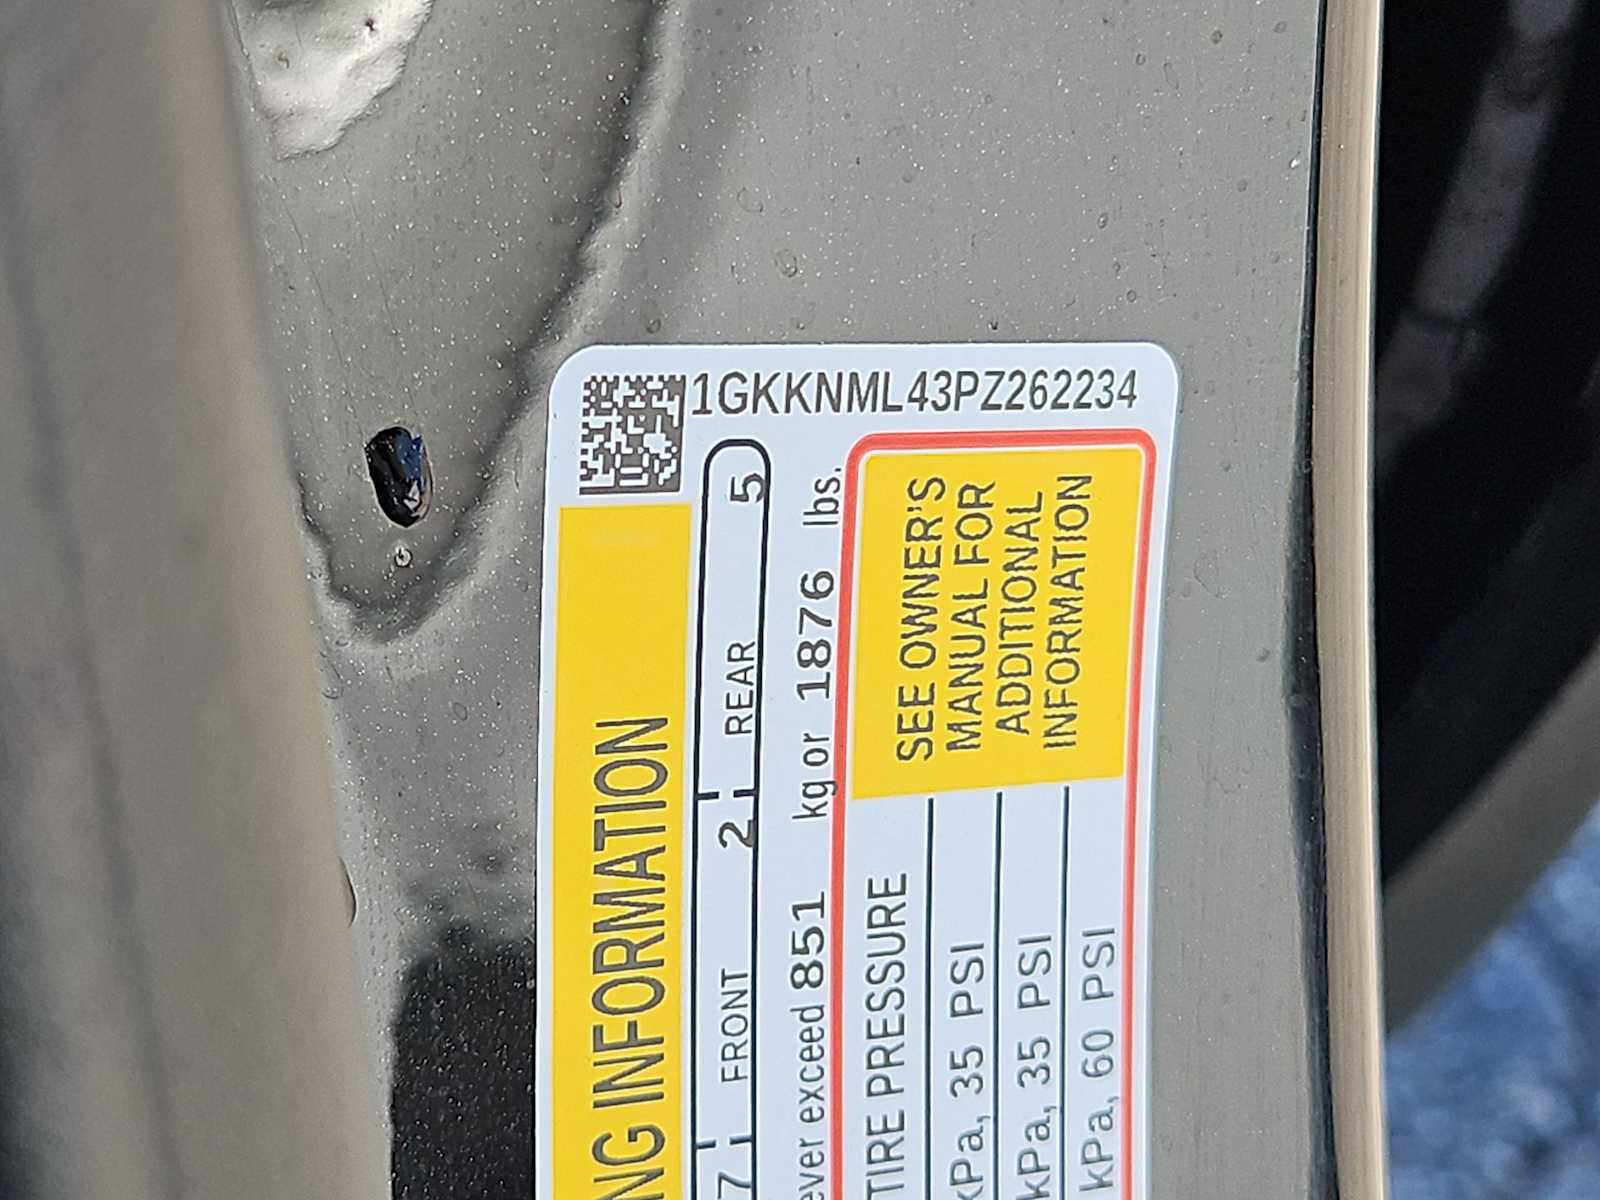 1GKKNML43PZ262234
NG INFORMATION
7 FRONT 2 REAR 5
ever exceed 851 kg or 1876 lbs.
TIRE PRESSURE
kPa, 35 PSI
kPa, 35 PSI
kPa, 60 PSI
SEE OWNER'S
MANUAL FOR
ADDITIONAL
INFORMATION